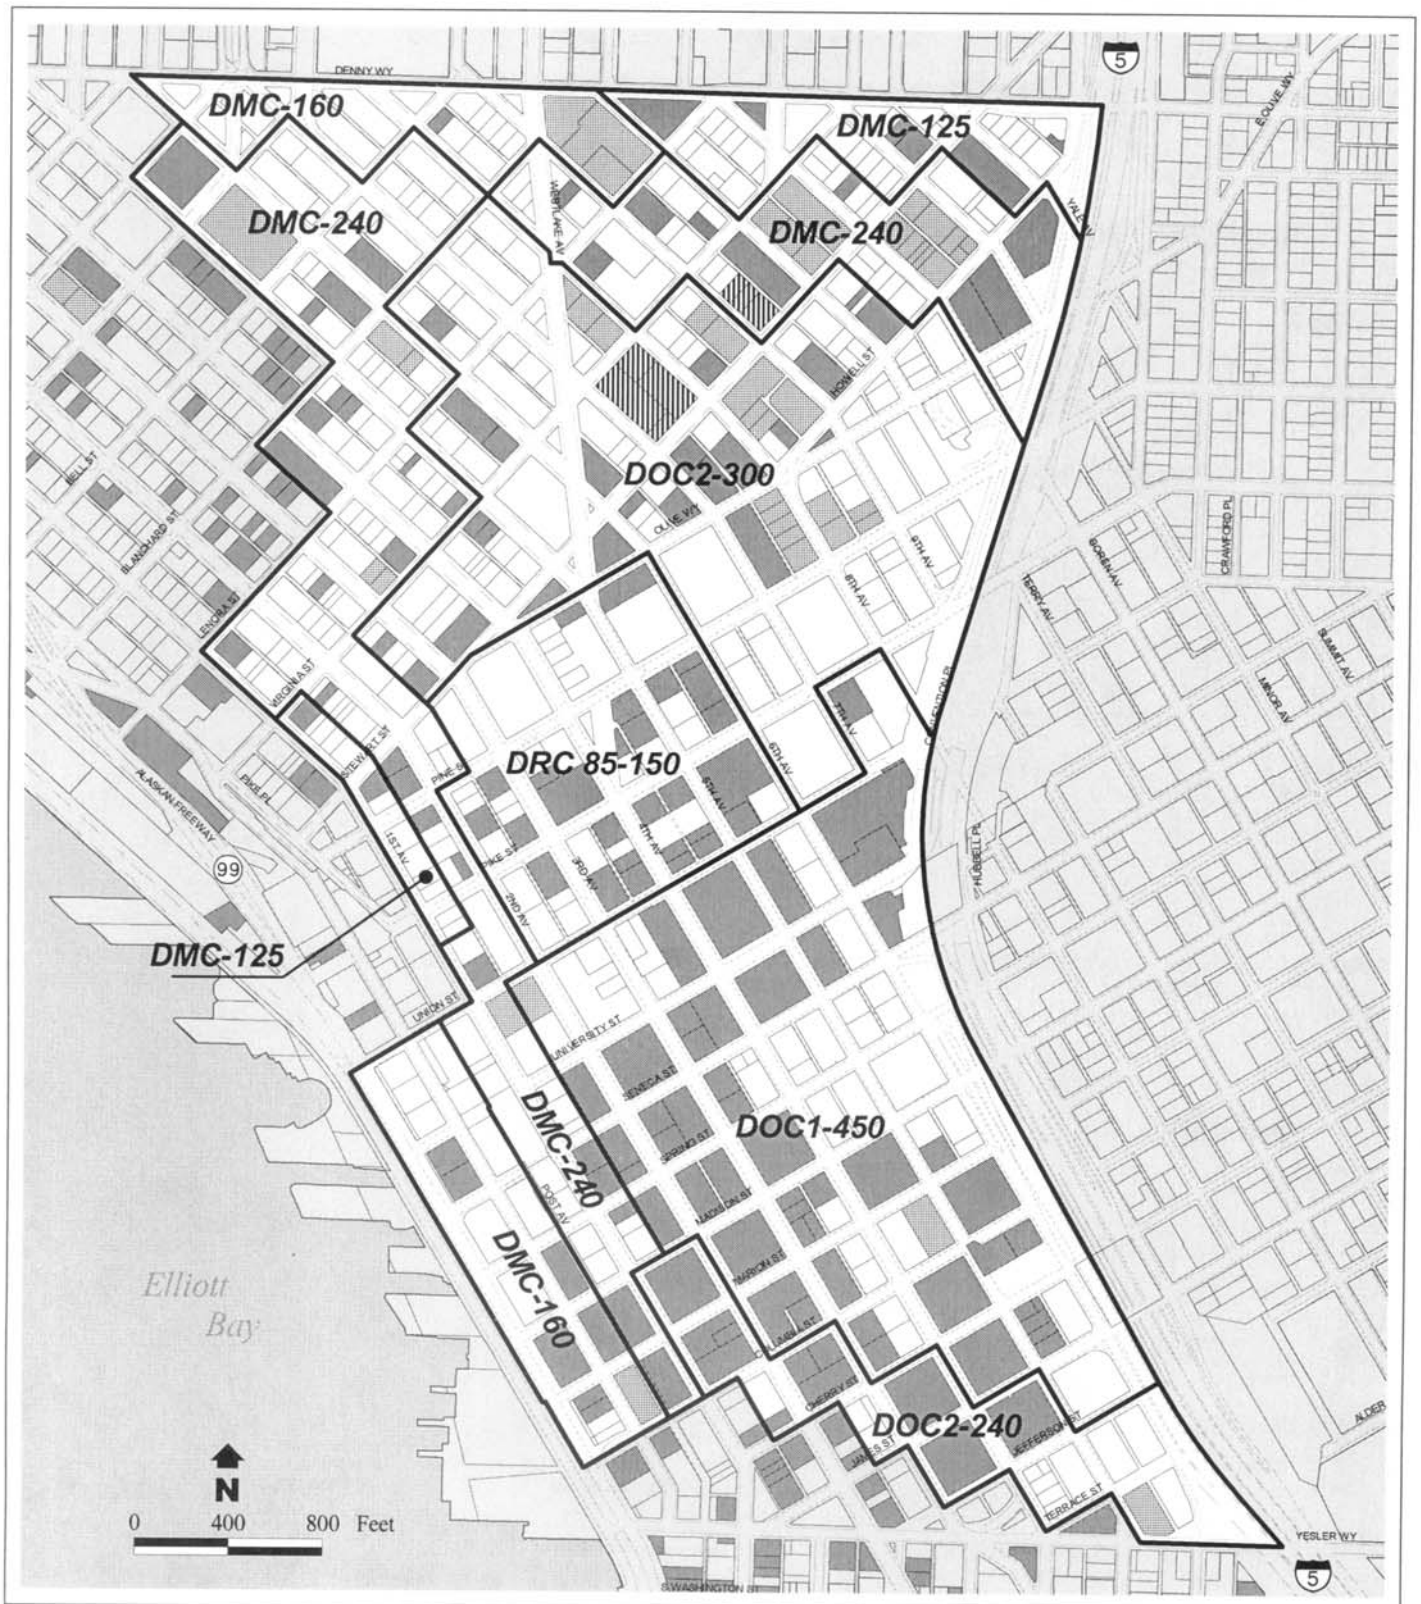 5
DENNY WY
E.OLIVE WY
DMC-160
DMC-125
WESTLAKE AV
YALE AV
DMC-240
DMC-240
HOWELL ST
BELL ST
DOC2-300
OLIVE WY
BLANCHARD ST
CRAWFORD PL
9TH AV
BOREN AV
8TH AV
TERRY AV
LENORA ST
SUMMIT AV
VIRGINIA ST
MINOR AV
CONVENTION PL
7TH AV
STEWART ST
DRC 85-150
6TH AV
PINE ST
ALASKAN FREEWAY
PIKE PL
5TH AV
1ST AV
4TH AV
HUBBELL PL
PIKE ST
3RD AV
99
2ND AV
DMC-125
UNION ST
UNIVERSITY ST
SENECA ST
DMC-240
DOC1-450
SPRING ST
POST AV
MADISON ST
DMC-160
MARION ST
Elliott
Bay
COLUMBIA ST
CHERRY ST
DOC2-240
ALDER
JEFFERSON ST
JAMES ST
N
TERRACE ST
0 400 800 Feet
YESLER WY
5
S.WASHINGTON ST